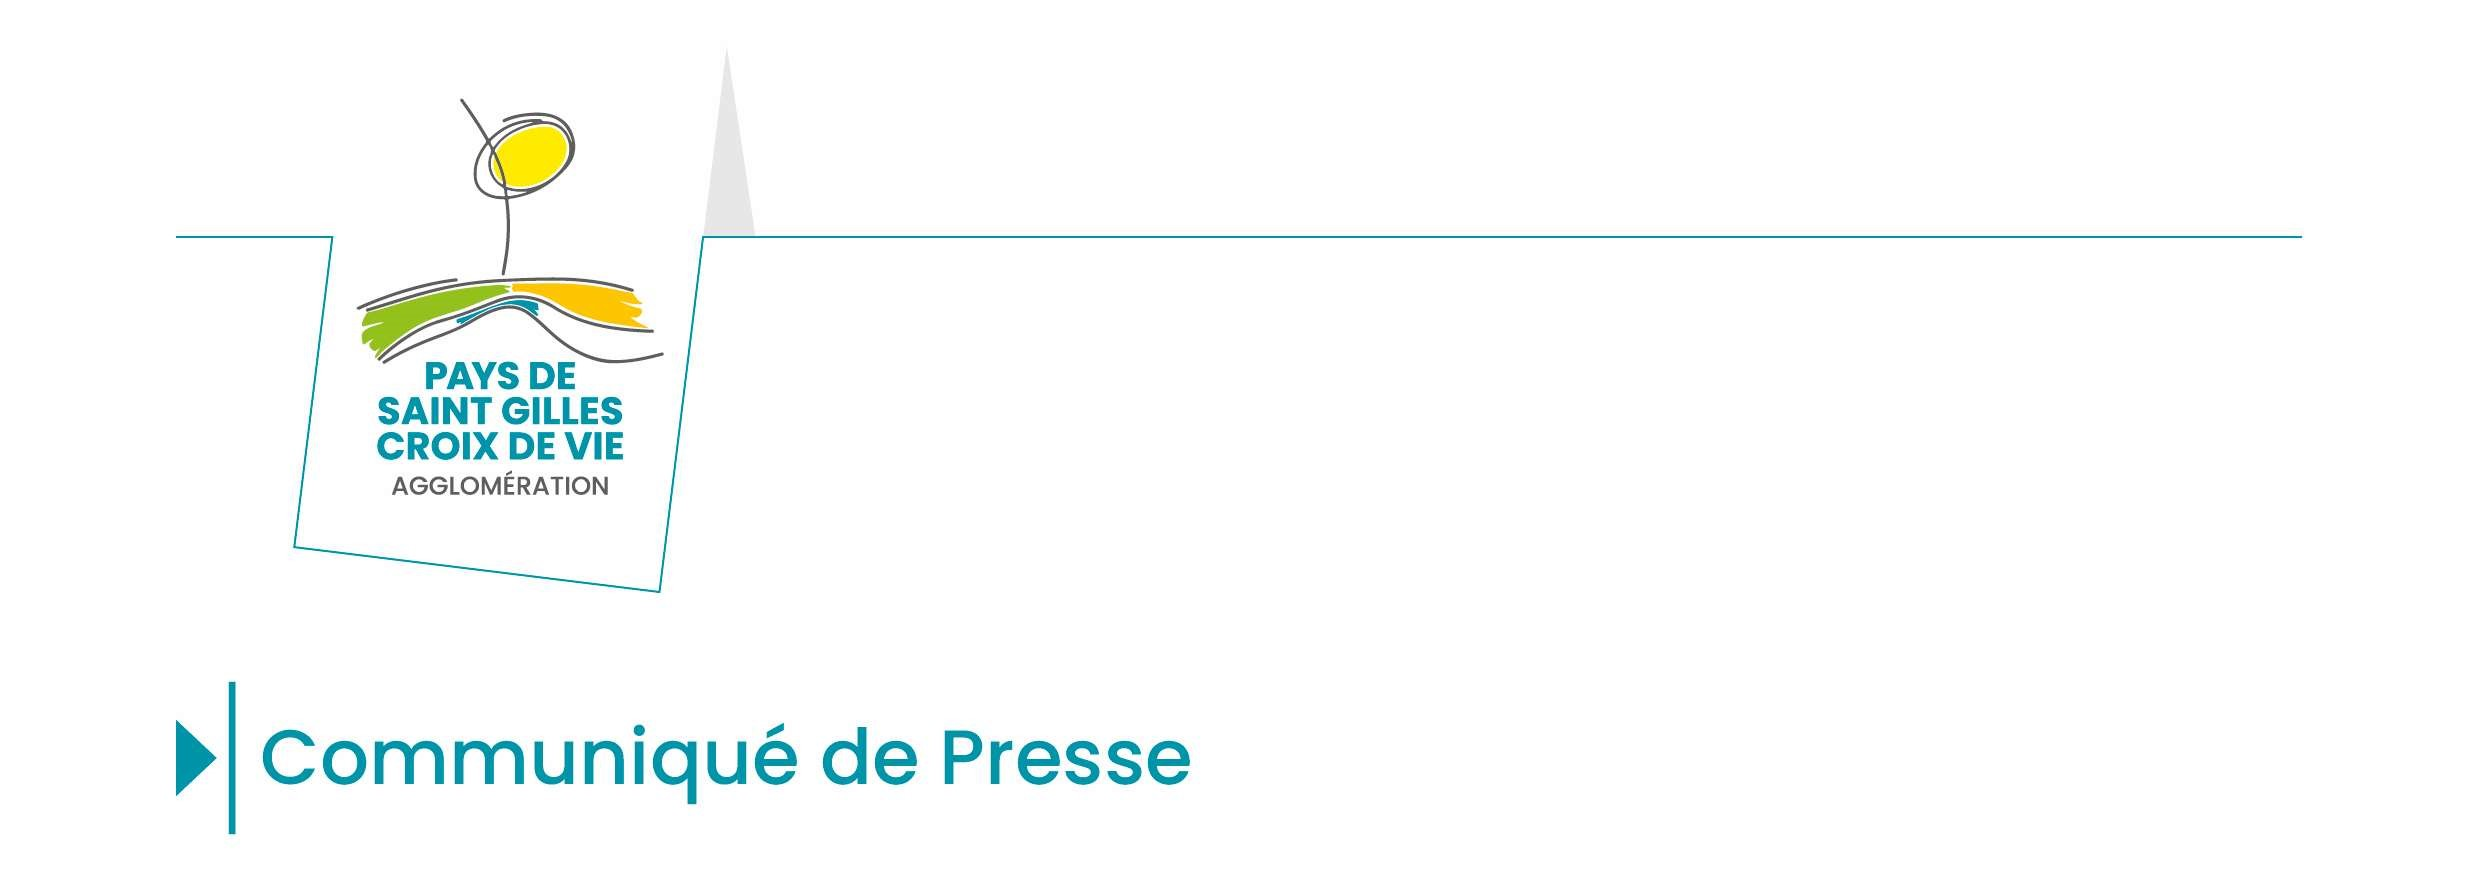 PAYS DE
SAINT GILLES
CROIX DE VIE
AGGLOMÉRATION
Communiqué de Presse